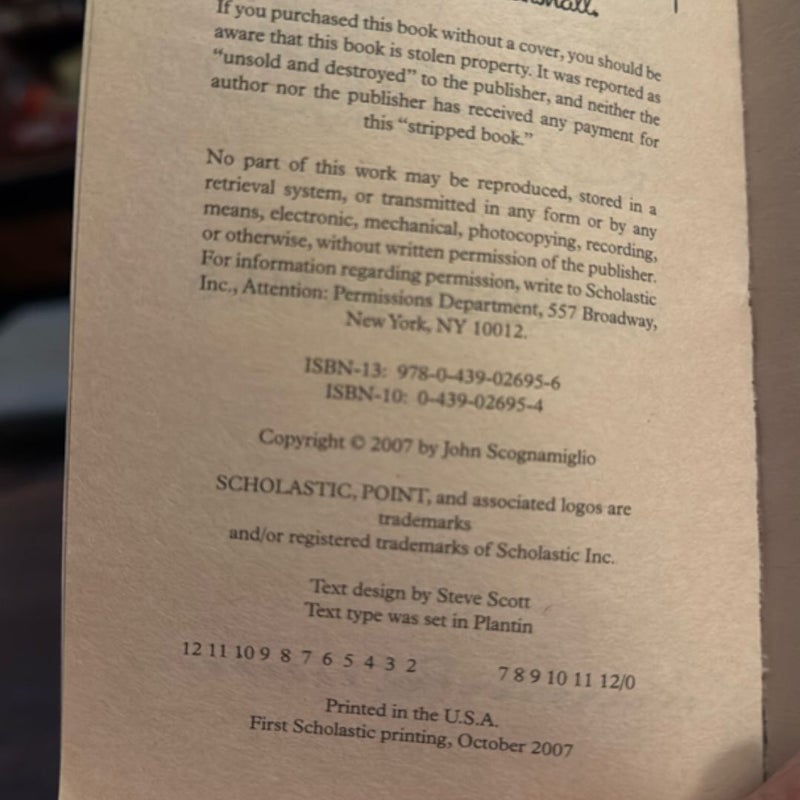 If you purchased this book without a cover, you should be
aware that this book is stolen property. It was reported as
“unsold and destroyed” to the publisher, and neither the
author nor the publisher has received any payment for
this “stripped book.”
No part of this work may be reproduced, stored in a
retrieval system, or transmitted in any form or by any
means, electronic, mechanical, photocopying, recording,
or otherwise, without written permission of the publisher.
For information regarding permission, write to Scholastic
Inc., Attention: Permissions Department, 557 Broadway,
New York, NY 10012.
ISBN-13: 978-0-439-02695-6
ISBN-10: 0-439-02695-4
Copyright © 2007 by John Scognamiglio
SCHOLASTIC, POINT, and associated logos are
trademarks
and/or registered trademarks of Scholastic Inc.
Text design by Steve Scott
Text type was set in Plantin
12 11 10 9 8 7 6 5 4 3 2 7 8 9 10 11 12/0
Printed in the U.S.A.
First Scholastic printing, October 2007